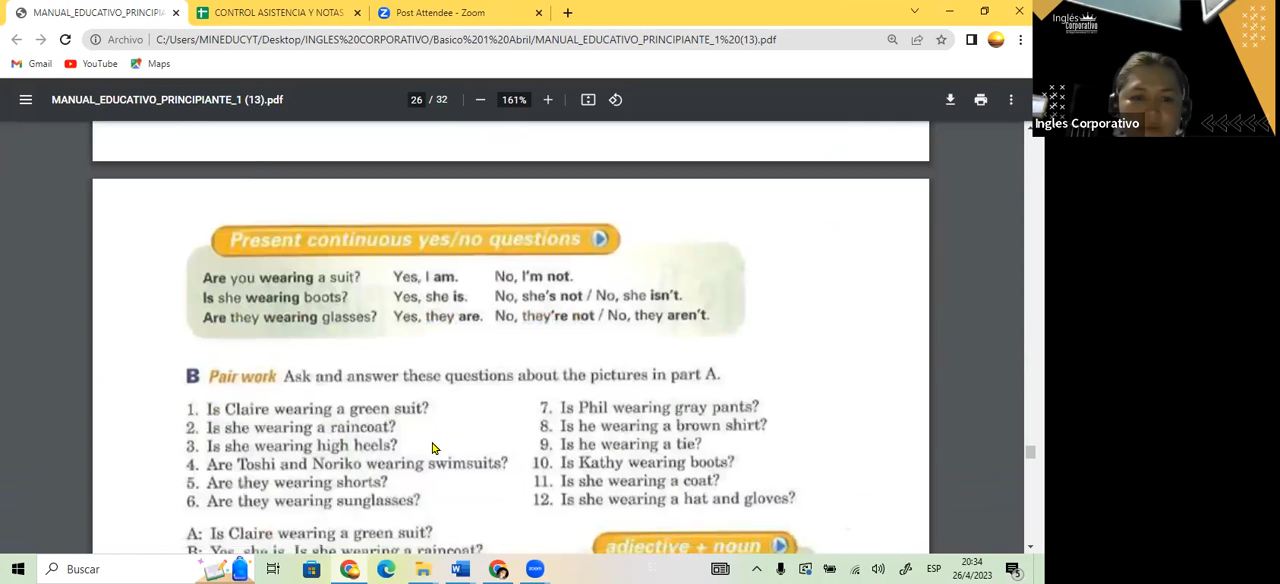 MANUAL_EDUCATIVO_PRINCIPIA
CONTROL ASISTENCIA Y NOTAS
Post Attendee - Zoom
Archivo
C:/Users/MINEDUCYT/Desktop/INGLES%20CORPORATIVO/Basico%201%20Abril/MANUAL_EDUCATIVO_PRINCIPIANTE_1%20(13).pdf
Gmail
YouTube
Maps
MANUAL_EDUCATIVO_PRINCIPIANTE_1 (13).pdf
26 / 32
161%
Inglés
Corporativo
Ingles Corporativo
Present continuous yes/no questions
Are you wearing a suit? Yes, I am. No, I'm not.
Is she wearing boots? Yes, she is. No, she's not / No, she isn't.
Are they wearing glasses? Yes, they are. No, they're not / No, they aren't.
B Pair work Ask and answer these questions about the pictures in part A.
1. Is Claire wearing a green suit?
2. Is she wearing a raincoat?
3. Is she wearing high heels?
4. Are Toshi and Noriko wearing swimsuits?
5. Are they wearing shorts?
6. Are they wearing sunglasses?
7. Is Phil wearing gray pants?
8. Is he wearing a brown shirt?
9. Is he wearing a tie?
10. Is Kathy wearing boots?
11. Is she wearing a coat?
12. Is she wearing a hat and gloves?
A: Is Claire wearing a green suit?
B: Yes, she is. Is she wearing a raincoat?
adjective + noun
Buscar
ESP
20:34
26/4/2023
5